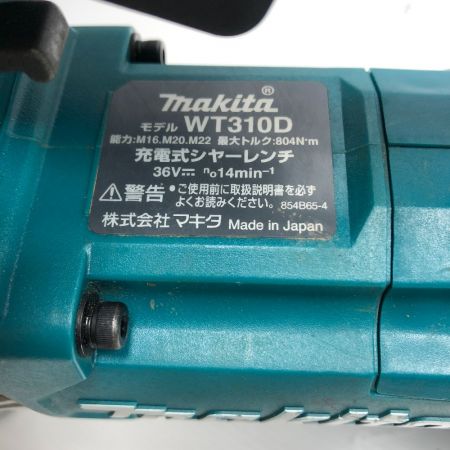 makita®
モデル WT310D
能力:M16.M20.M22 最大トルク:804N・m
充電式シャーレンチ
36V⎓ n₀14min⁻¹
⚠警告 ●ご使用前に取扱説明書を必ず
よくお読みください。 854B65-4
株式会社マキタ Made in Japan